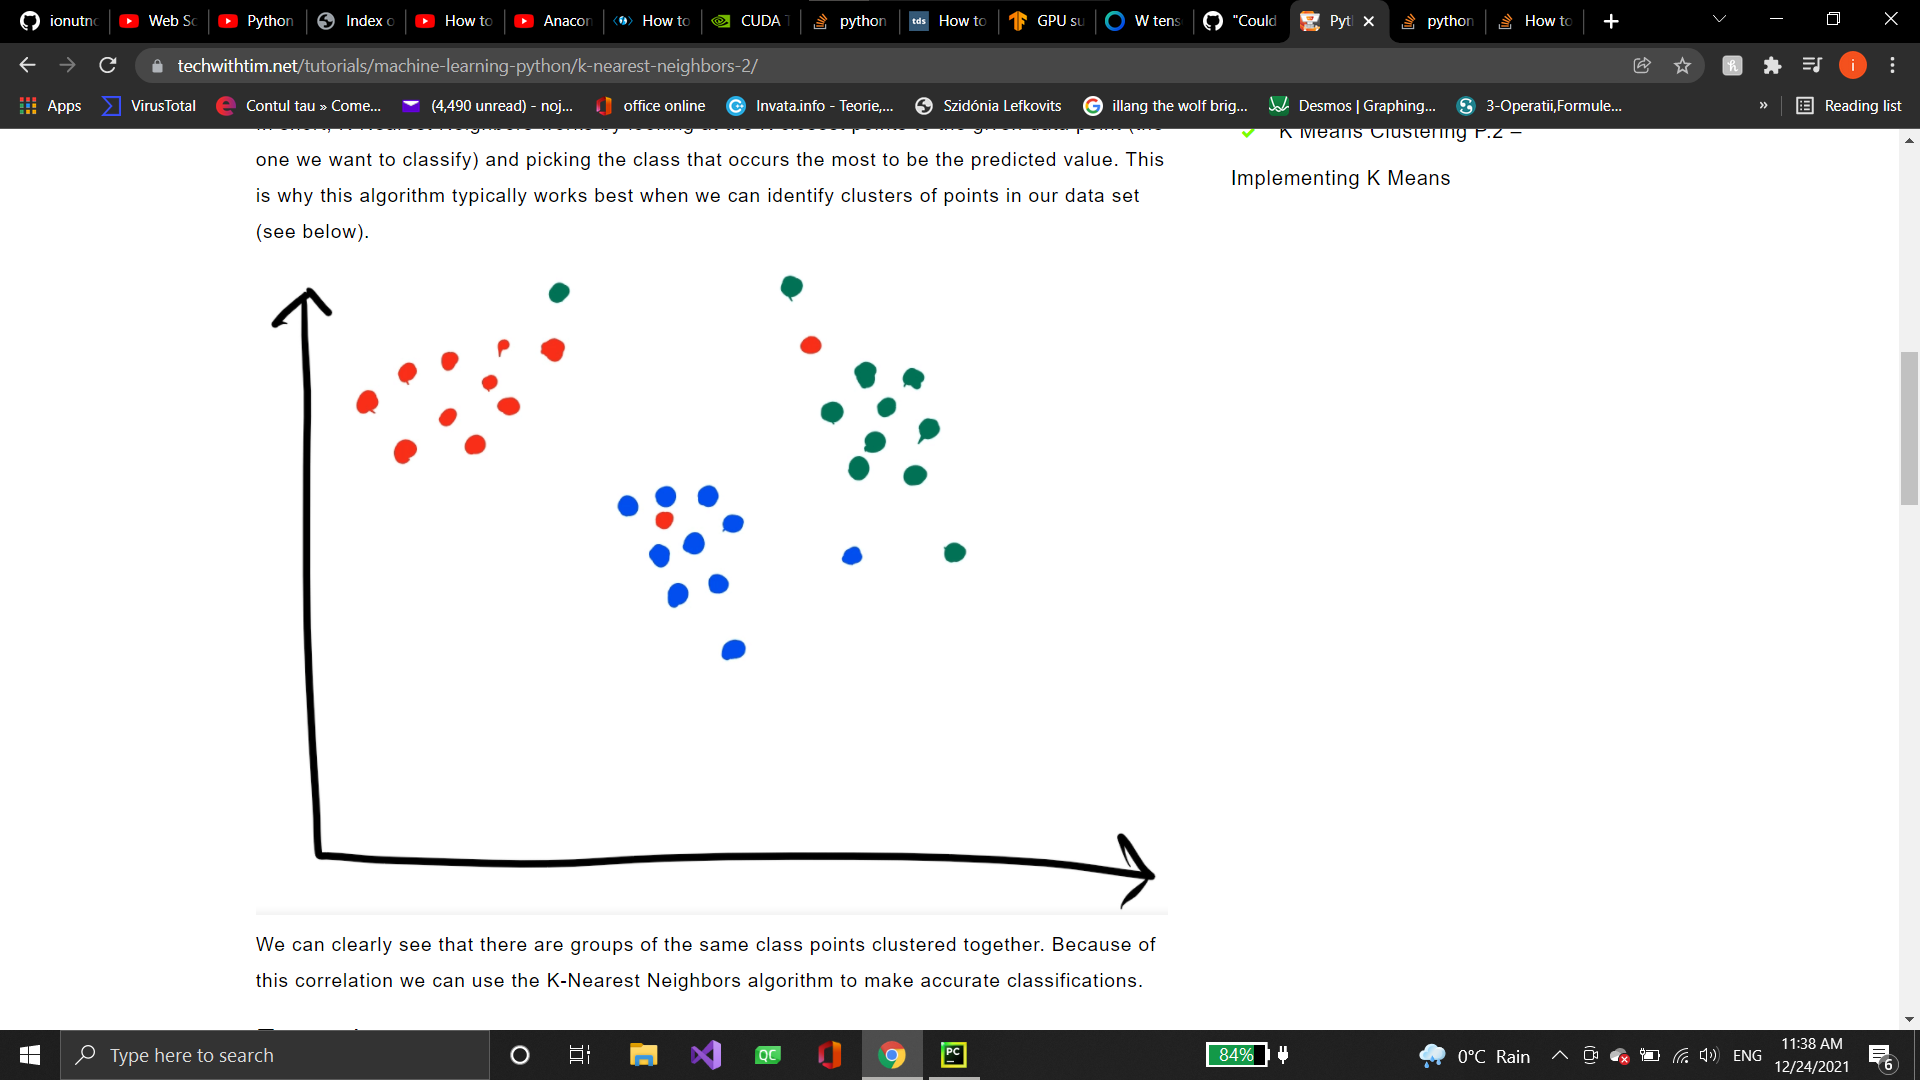 ionutnc
Web Sc
Python
Index o
How to
Anacon
How to
CUDA T
python
How to
GPU su
W tens
"Could
Pyt
python
How to
techwithtim.net/tutorials/machine-learning-python/k-nearest-neighbors-2/
Apps
VirusTotal
Contul tau » Come...
(4,490 unread) - noj...
office online
Invata.info - Teorie,...
Szidónia Lefkovits
illang the wolf brig...
Desmos | Graphing...
3-Operatii,Formule...
»
Reading list
one we want to classify) and picking the class that occurs the most to be the predicted value. This
is why this algorithm typically works best when we can identify clusters of points in our data set
(see below).
K Means Clustering P.2 –
Implementing K Means
We can clearly see that there are groups of the same class points clustered together. Because of
this correlation we can use the K-Nearest Neighbors algorithm to make accurate classifications.
Type here to search
QC
PC
84%
0°C Rain
ENG
11:38 AM
12/24/2021
6